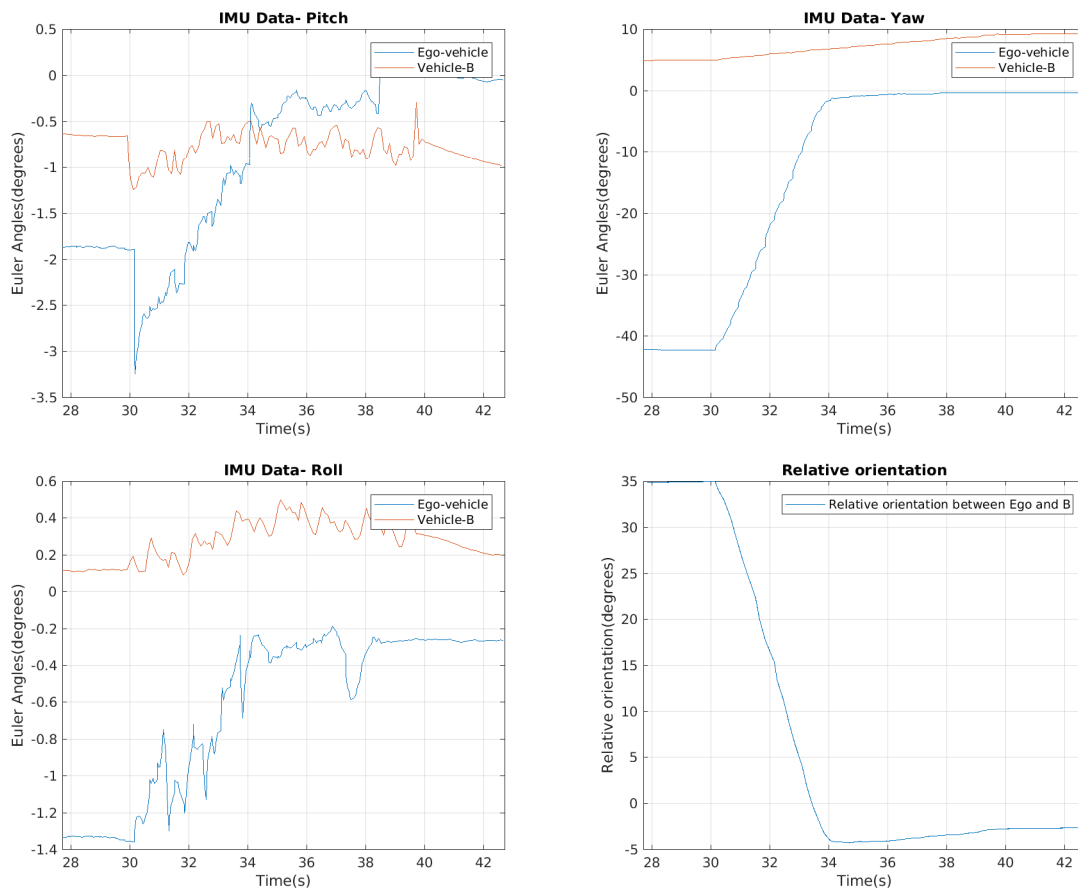 IMU Data- Pitch
0.5
0
-0.5
-1
-1.5
-2
-2.5
-3
-3.5
Euler Angles(degrees)
Ego-vehicle
Vehicle-B
28 30 32 34 36 38 40 42
Time(s)
IMU Data- Yaw
10
0
-10
-20
-30
-40
-50
Euler Angles(degrees)
Ego-vehicle
Vehicle-B
28 30 32 34 36 38 40 42
Time(s)
IMU Data- Roll
0.6
0.4
0.2
0
-0.2
-0.4
-0.6
-0.8
-1
-1.2
-1.4
Euler Angles(degrees)
Ego-vehicle
Vehicle-B
28 30 32 34 36 38 40 42
Time(s)
Relative orientation
35
30
25
20
15
10
5
0
-5
Relative orientation(degrees)
Relative orientation between Ego and B
28 30 32 34 36 38 40 42
Time(s)